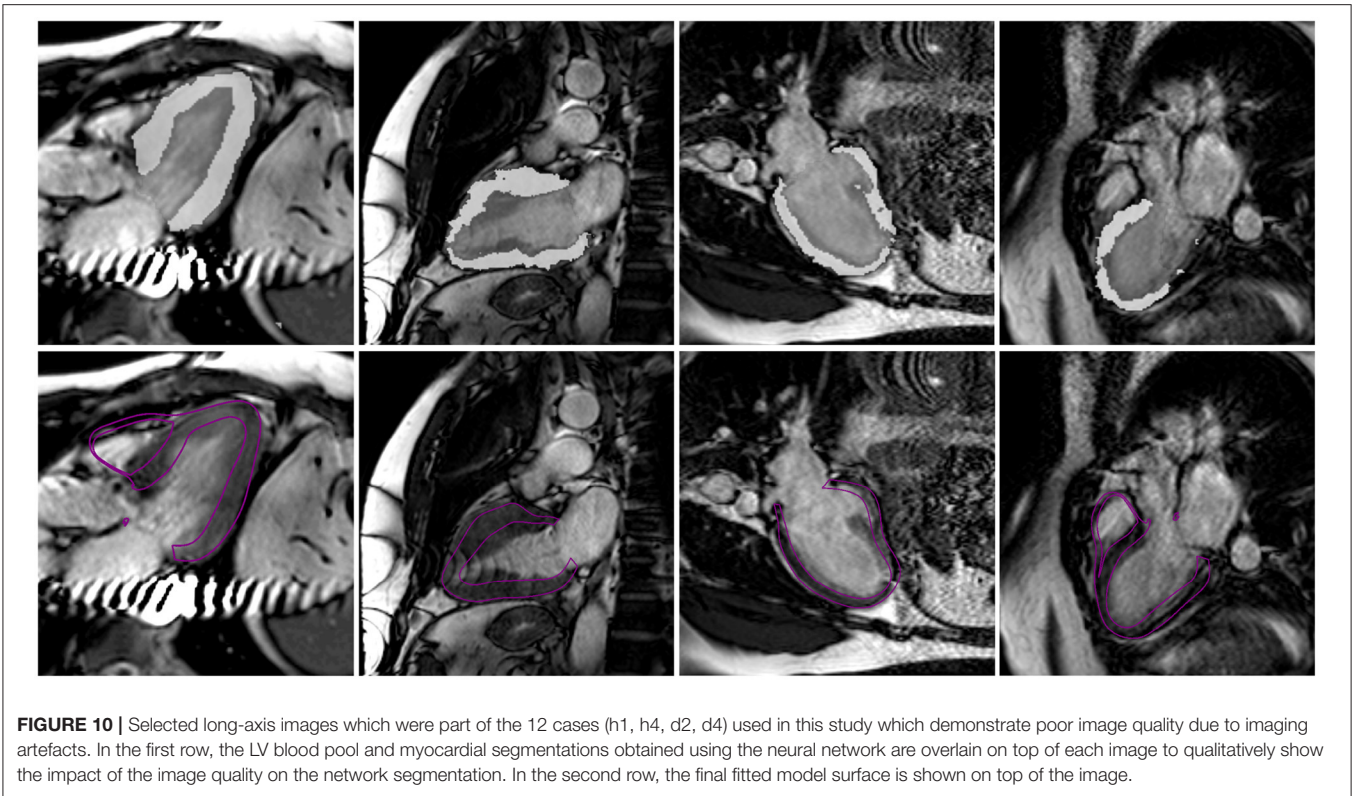 FIGURE 10 | Selected long-axis images which were part of the 12 cases (h1, h4, d2, d4) used in this study which demonstrate poor image quality due to imaging
artefacts. In the first row, the LV blood pool and myocardial segmentations obtained using the neural network are overlain on top of each image to qualitatively show
the impact of the image quality on the network segmentation. In the second row, the final fitted model surface is shown on top of the image.